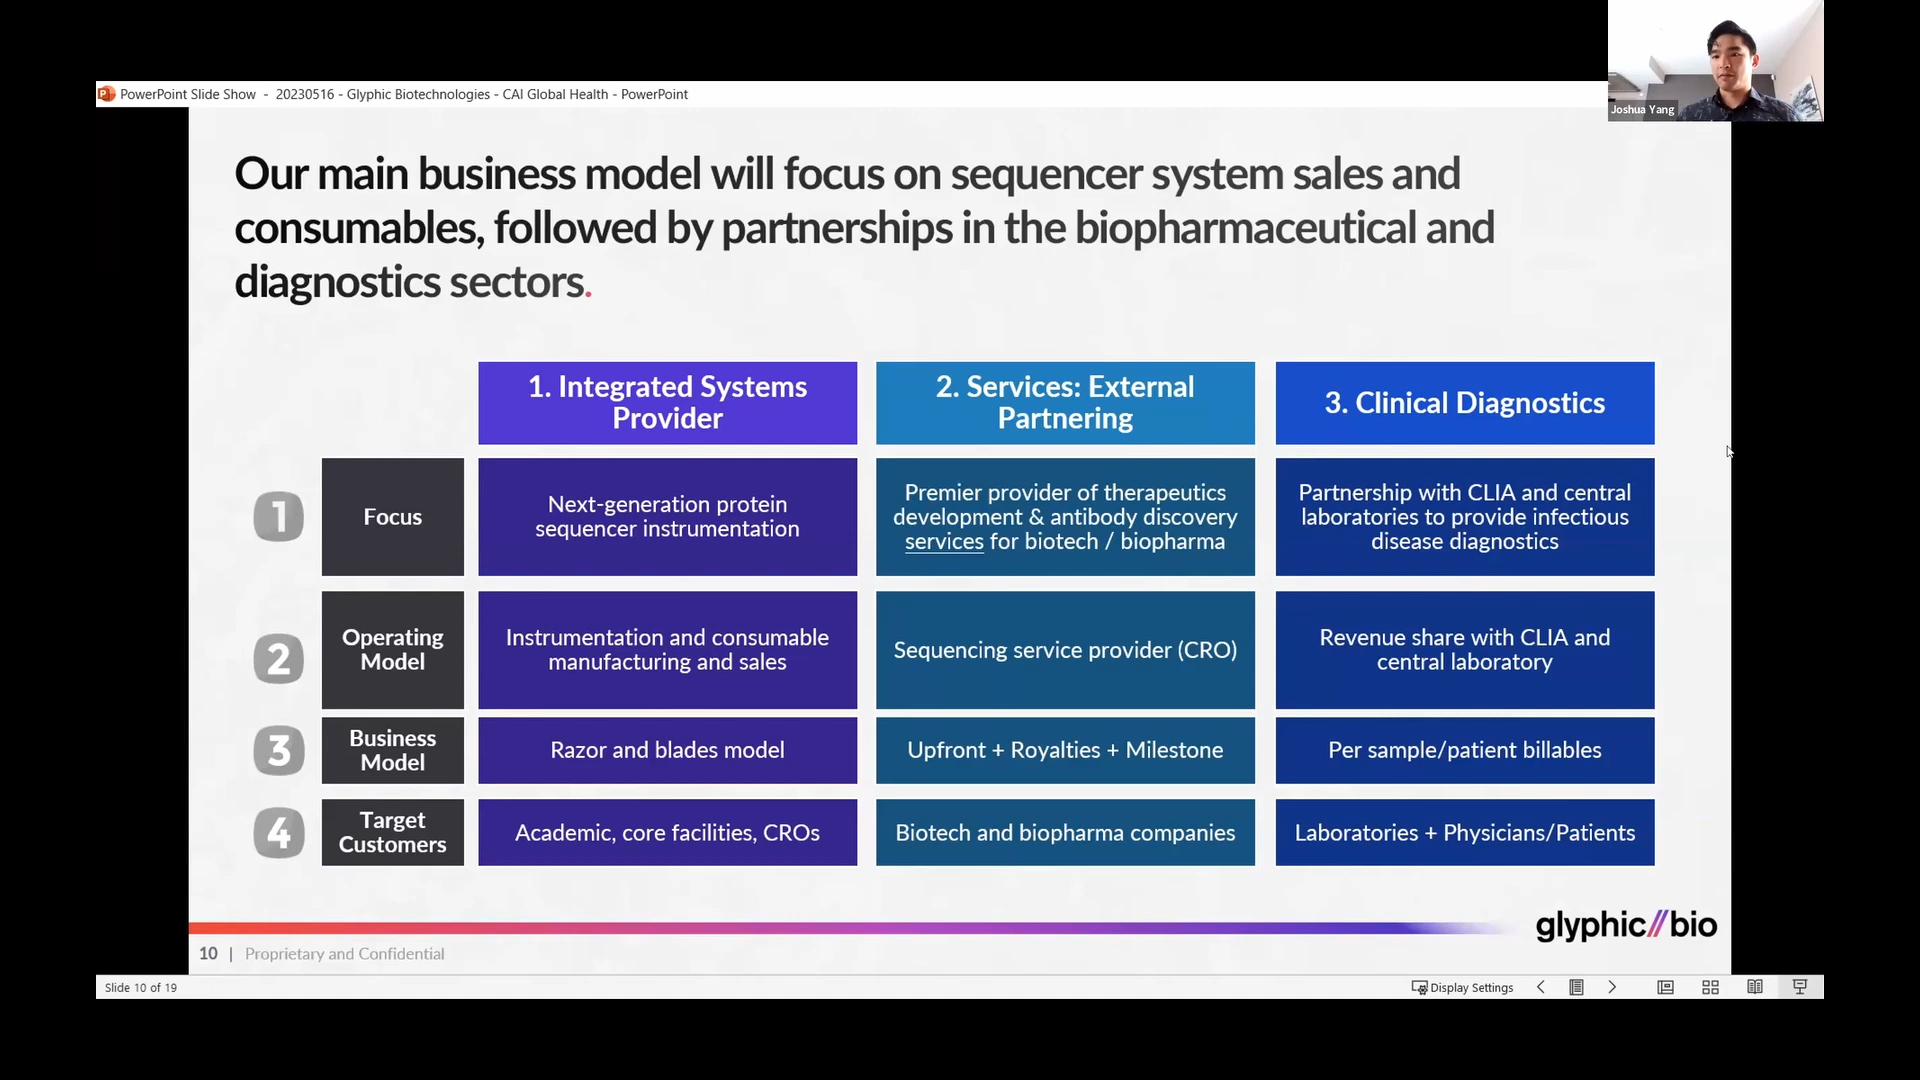 PowerPoint Slide Show - 20230516 - Glyphic Biotechnologies - CAI Global Health - PowerPoint
Joshua Yang
Our main business model will focus on sequencer system sales and
consumables, followed by partnerships in the biopharmaceutical and
diagnostics sectors.
1. Integrated Systems
Provider
2. Services: External
Partnering
3. Clinical Diagnostics
1
Focus
Next-generation protein
sequencer instrumentation
Premier provider of therapeutics
development & antibody discovery
services for biotech / biopharma
Partnership with CLIA and central
laboratories to provide infectious
disease diagnostics
2
Operating
Model
Instrumentation and consumable
manufacturing and sales
Sequencing service provider (CRO)
Revenue share with CLIA and
central laboratory
3
Business
Model
Razor and blades model
Upfront + Royalties + Milestone
Per sample/patient billables
4
Target
Customers
Academic, core facilities, CROs
Biotech and biopharma companies
Laboratories + Physicians/Patients
glyphic//bio
10 | Proprietary and Confidential
Slide 10 of 19
Display Settings